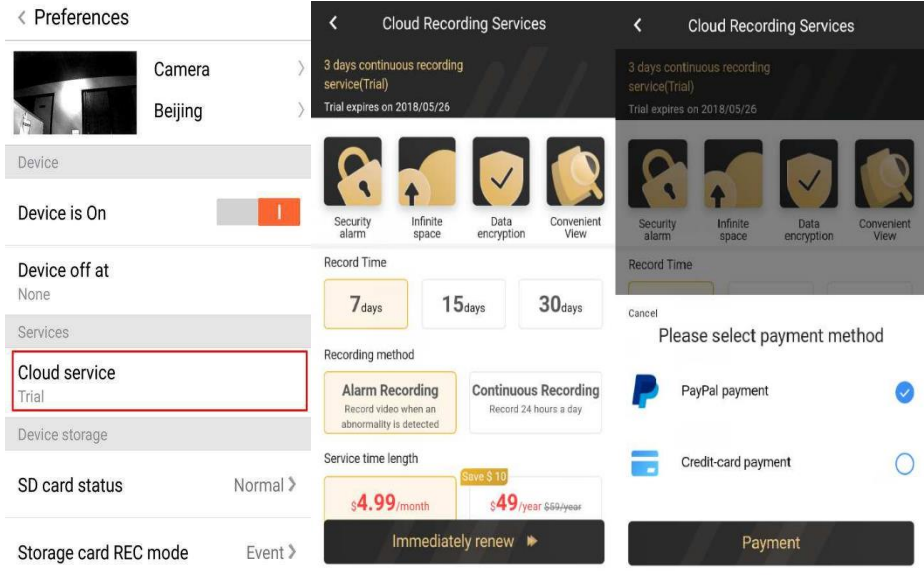 Preferences
Camera
Beijing
Device
Device is On
Device off at
None
Services
Cloud service
Trial
Device storage
SD card status Normal
Storage card REC mode Event
Cloud Recording Services
3 days continuous recording
service(Trial)
Trial expires on 2018/05/26
Security
alarm
Infinite
space
Data
encryption
Convenient
View
Record Time
7days 15days 30days
Recording method
Alarm Recording
Record video when an
abnormality is detected
Continuous Recording
Record 24 hours a day
Service time length
Save $ 10
$4.99/month
$49/year $59/year
Immediately renew
Cloud Recording Services
3 days continuous recording
service(Trial)
Trial expires on 2018/05/26
Security
alarm
Infinite
space
Data
encryption
Convenient
View
Record Time
Cancel
Please select payment method
PayPal payment
Credit-card payment
Payment